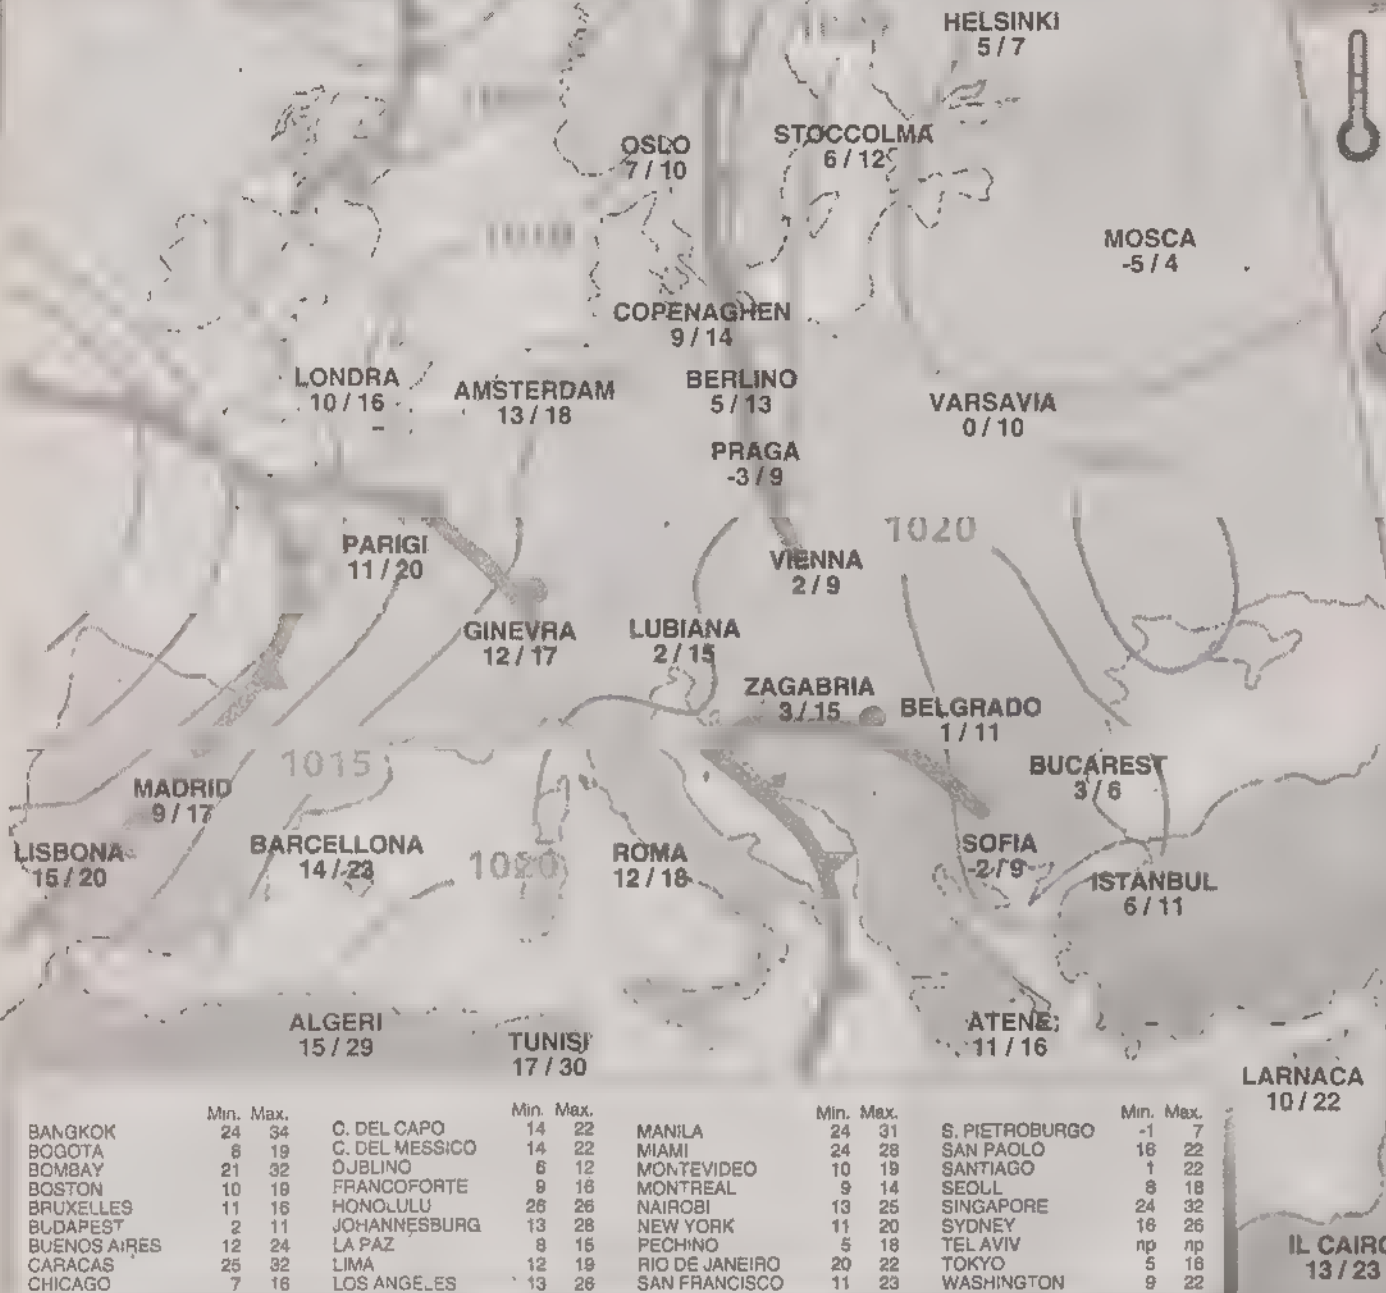 HELSINKI
5 / 7
OSLO
7 / 10
STOCCOLMA
6 / 12
MOSCA
-5 / 4
COPENAGHEN
9 / 14
LONDRA
10 / 16
AMSTERDAM
13 / 18
BERLINO
5 / 13
VARSAVIA
0 / 10
PRAGA
-3 / 9
1020
PARIGI
11 / 20
VIENNA
2 / 9
GINEVRA
12 / 17
LUBIANA
2 / 15
ZAGABRIA
3 / 15
BELGRADO
1 / 11
1015
MADRID
9 / 17
BUCAREST
3 / 6
LISBONA
15 / 20
BARCELLONA
14 / 23
1020
ROMA
12 / 18
SOFIA
-2 / 9
ISTANBUL
6 / 11
ALGERI
15 / 29
TUNISI
17 / 30
ATENE
11 / 16
LARNACA
10 / 22
IL CAIRO
13 / 23
Min. Max.
BANGKOK 24 34
BOGOTA 8 19
BOMBAY 21 32
BOSTON 10 19
BRUXELLES 11 16
BUDAPEST 2 11
BUENOS AIRES 12 24
CARACAS 25 32
CHICAGO 7 16
Min. Max.
C. DEL CAPO 14 22
C. DEL MESSICO 14 22
DUBLINO 6 12
FRANCOFORTE 9 16
HONOLULU 26 26
JOHANNESBURG 13 28
LA PAZ 8 15
LIMA 12 19
LOS ANGELES 13 26
Min. Max.
MANILA 24 31
MIAMI 24 28
MONTEVIDEO 10 19
MONTREAL 9 14
NAIROBI 13 25
NEW YORK 11 20
PECHINO 5 18
RIO DE JANEIRO 20 22
SAN FRANCISCO 11 23
Min. Max.
S. PIETROBURGO -1 7
SAN PAOLO 16 22
SANTIAGO 1 22
SEOUL 8 18
SINGAPORE 24 32
SYDNEY 16 26
TEL AVIV np np
TOKYO 5 16
WASHINGTON 9 22